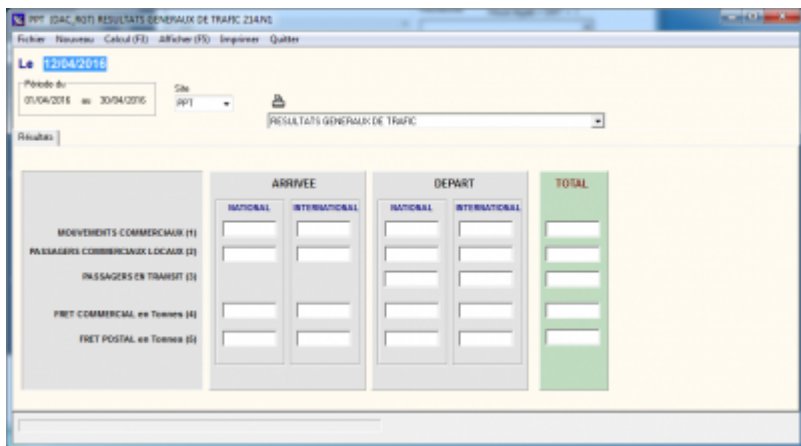 PPT (DAC_RGT) RESULTATS GENERAUX DE TRAFIC 234.N1
Fichier Nouveau Calcul (F3) Afficher (F5) Imprimer Quitter
Le 12/04/2016
Période du
01/04/2016 au 30/04/2016
Site
PPT
RESULTATS GENERAUX DE TRAFIC
Résultats
ARRIVEE DEPART TOTAL
NATIONAL INTERNATIONAL NATIONAL INTERNATIONAL
MOUVEMENTS COMMERCIAUX (1)
PASSAGERS COMMERCIAUX LOCAUX (2)
PASSAGERS EN TRANSIT (3)
FRET COMMERCIAL en Tonnes (4)
FRET POSTAL en Tonnes (5)